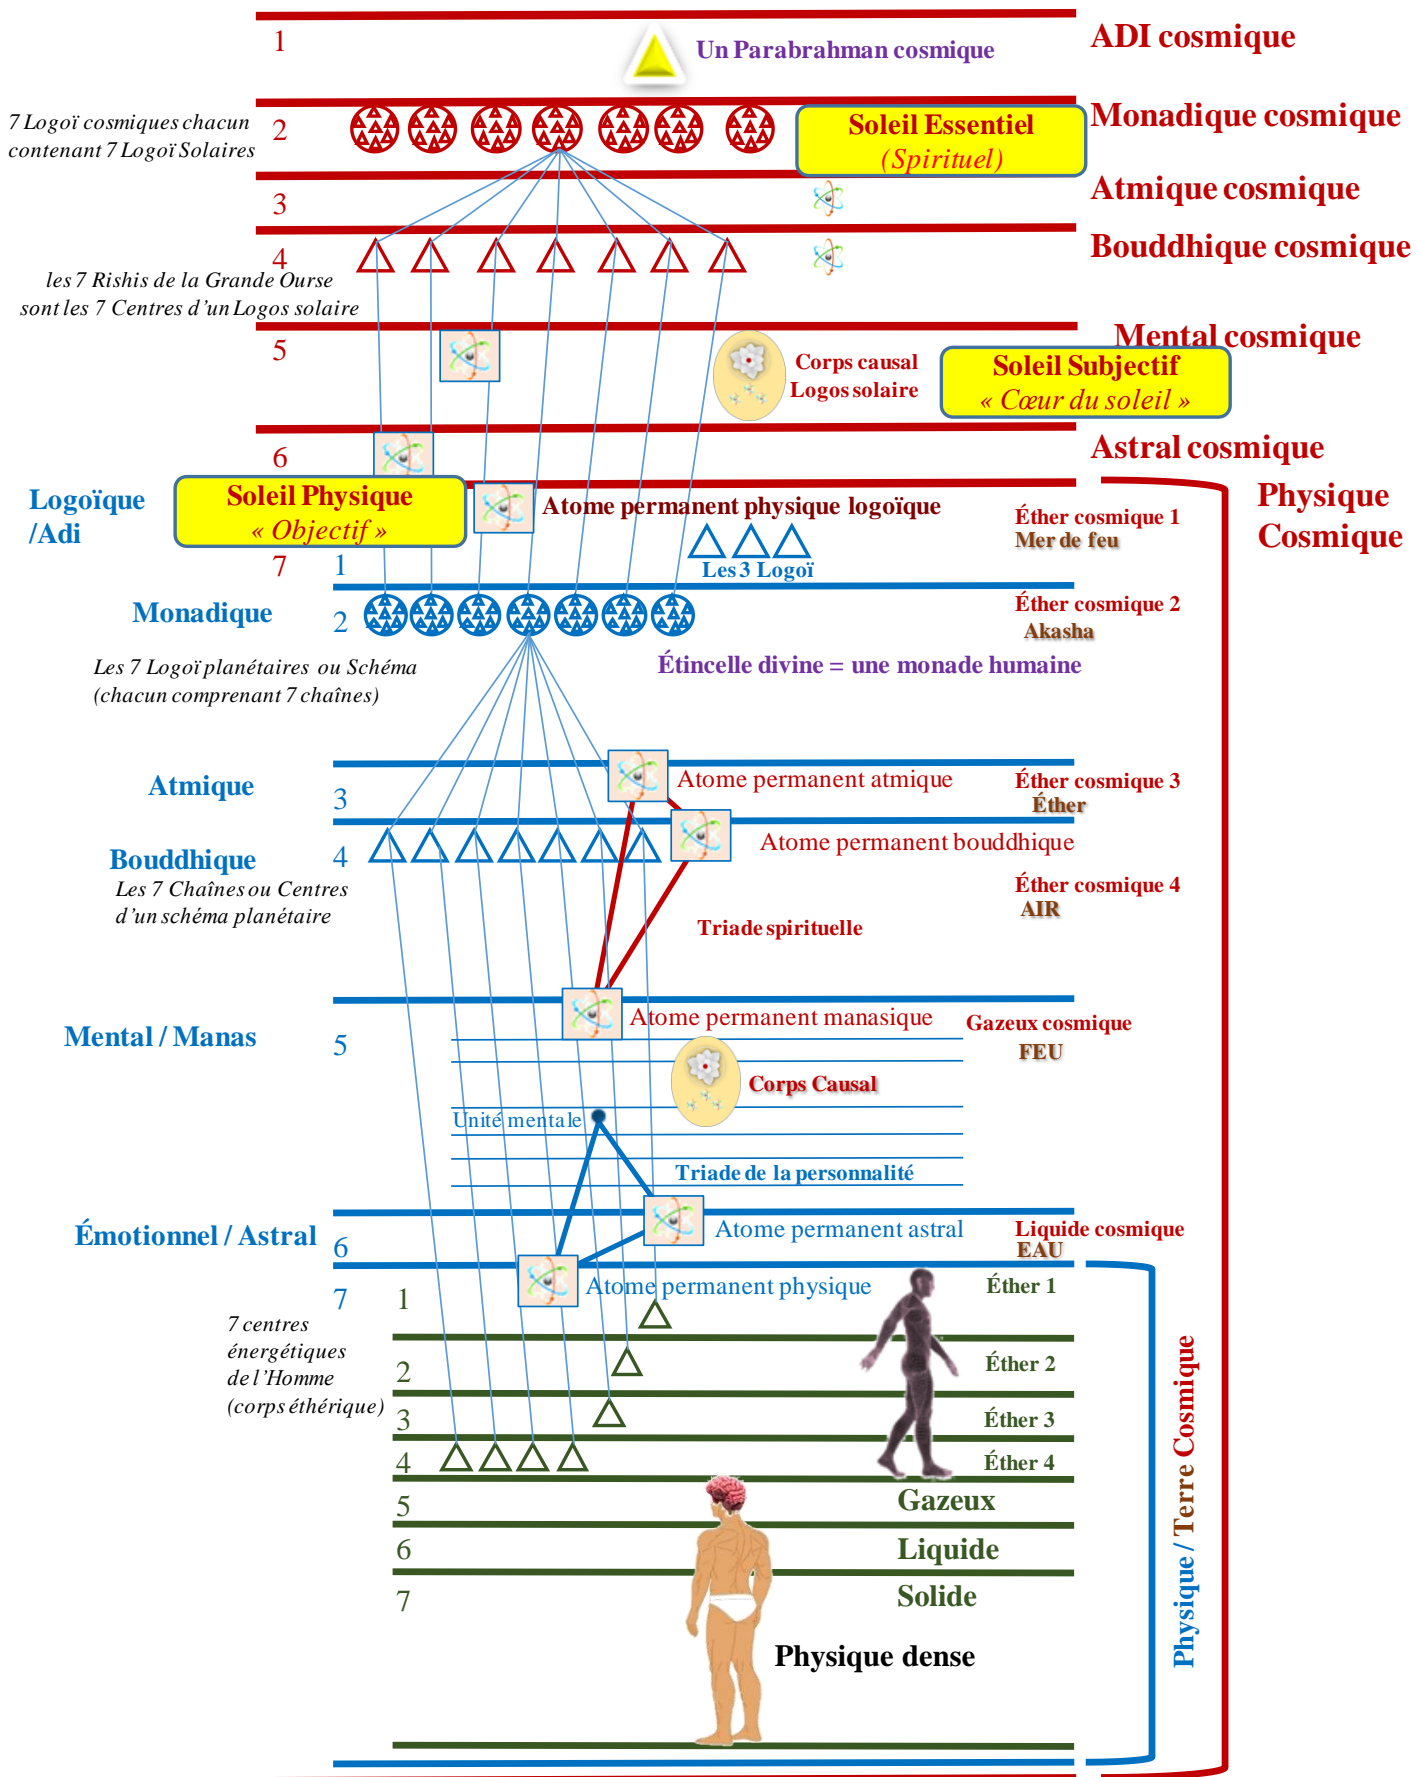 1
ADI cosmique
Un Parabrahman cosmique
7 Logoï cosmiques chacun
contenant 7 Logoï Solaires
2
Soleil Essentiel
(Spirituel)
Monadique cosmique
3
Atmique cosmique
4
Bouddhique cosmique
les 7 Rishis de la Grande Ourse
sont les 7 Centres d’un Logos solaire
5
Mental cosmique
Corps causal
Logos solaire
Soleil Subjectif
« Cœur du soleil »
6
Astral cosmique
Logoïque
/Adi
Soleil Physique
« Objectif »
Atome permanent physique logoïque
Éther cosmique 1
Mer de feu
Physique
Cosmique
7
1
Les 3 Logoï
Monadique
2
Éther cosmique 2
Akasha
Les 7 Logoï planétaires ou Schéma
(chacun comprenant 7 chaînes)
Étincelle divine = une monade humaine
Atmique
3
Atome permanent atmique
Éther cosmique 3
Éther
Bouddhique
4
Atome permanent bouddhique
Les 7 Chaînes ou Centres
d’un schéma planétaire
Éther cosmique 4
AIR
Triade spirituelle
Mental / Manas
5
Atome permanent manasique
Gazeux cosmique
FEU
Corps Causal
Unité mentale
Triade de la personnalité
Émotionnel / Astral
6
Atome permanent astral
Liquide cosmique
EAU
7
1
Atome permanent physique
Éther 1
7 centres
énergétiques
de l’Homme
(corps éthérique)
2
Éther 2
3
Éther 3
4
Éther 4
5
Gazeux
6
Liquide
7
Solide
Physique dense
Physique / Terre Cosmique